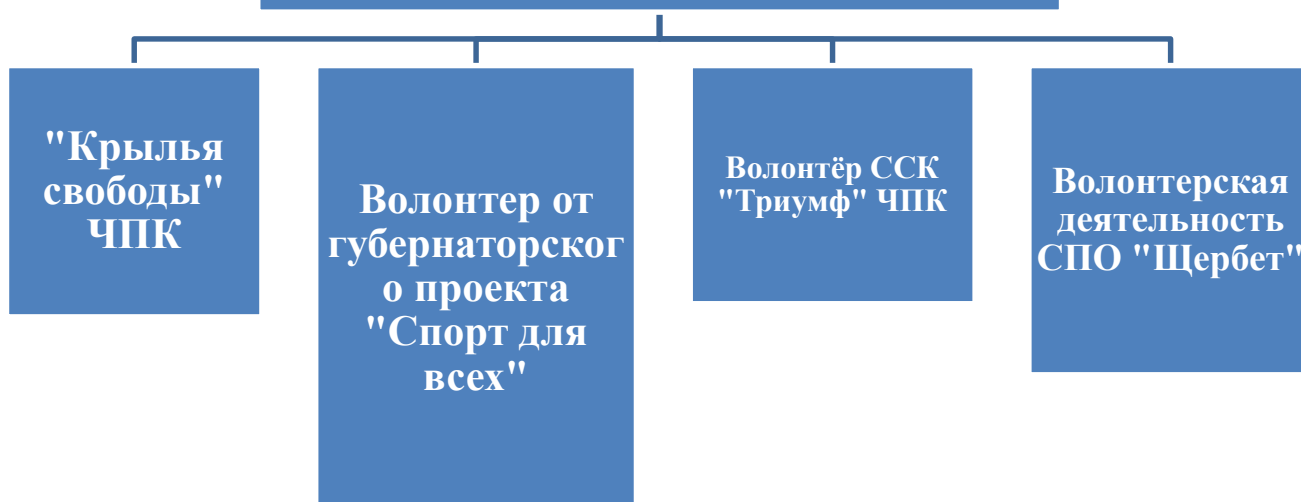 "Крылья
свободы"
ЧПК
Волонтер от
губернаторског
о проекта
"Спорт для
всех"
Волонтёр ССК
"Триумф" ЧПК
Волонтерская
деятельность
СПО "Щербет"